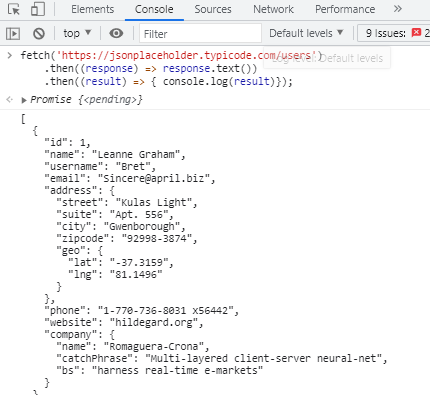 Elements Console Sources Network Performance
top Filter Default levels 9 Issues: 2
fetch('https://jsonplaceholder.typicode.com/users')
.then((response) => response.text())
.then((result) => { console.log(result)});
Promise {<pending>}
[
{
"id": 1,
"name": "Leanne Graham",
"username": "Bret",
"email": "Sincere@april.biz",
"address": {
"street": "Kulas Light",
"suite": "Apt. 556",
"city": "Gwenborough",
"zipcode": "92998-3874",
"geo": {
"lat": "-37.3159",
"lng": "81.1496"
}
},
"phone": "1-770-736-8031 x56442",
"website": "hildegard.org",
"company": {
"name": "Romaguera-Crona",
"catchPhrase": "Multi-layered client-server neural-net",
"bs": "harness real-time e-markets"
}